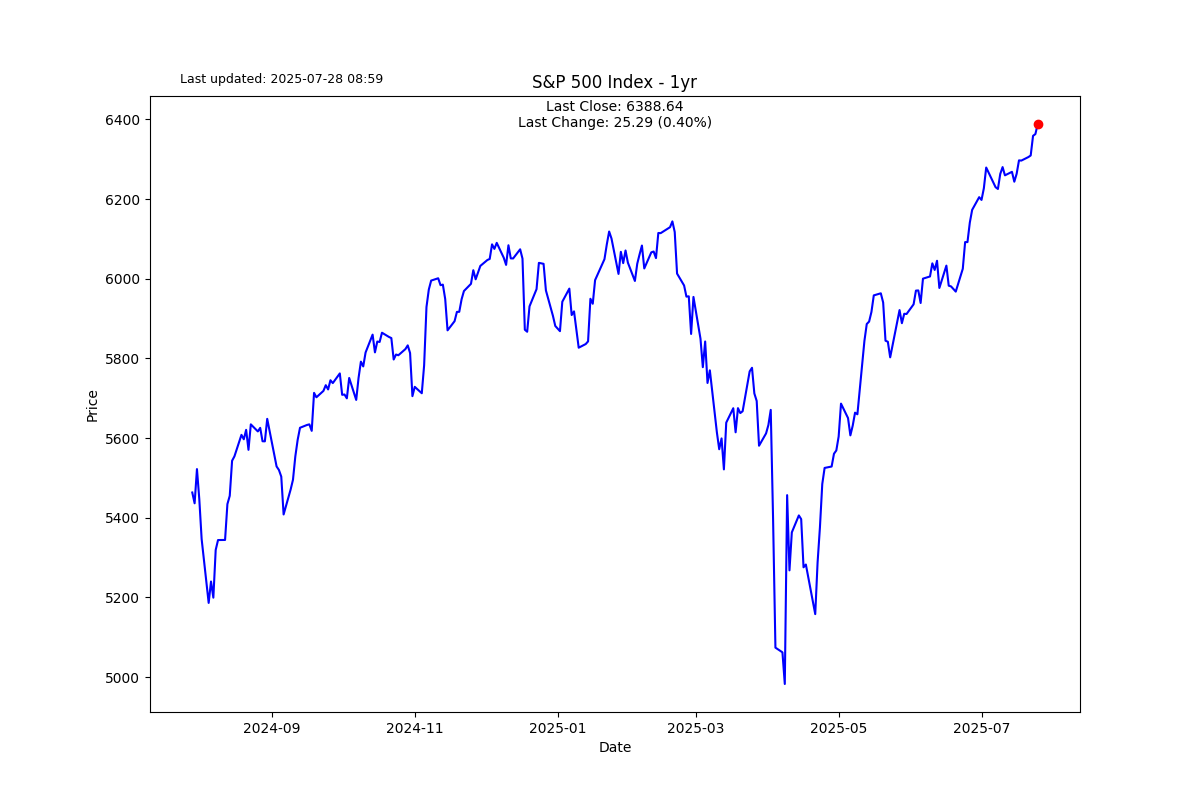 Last updated: 2025-07-28 08:59
S&P 500 Index - 1yr
Last Close: 6388.64
Last Change: 25.29 (0.40%)
6400
6200
6000
5800
5600
5400
5200
5000
Price
2024-09
2024-11
2025-01
2025-03
2025-05
2025-07
Date